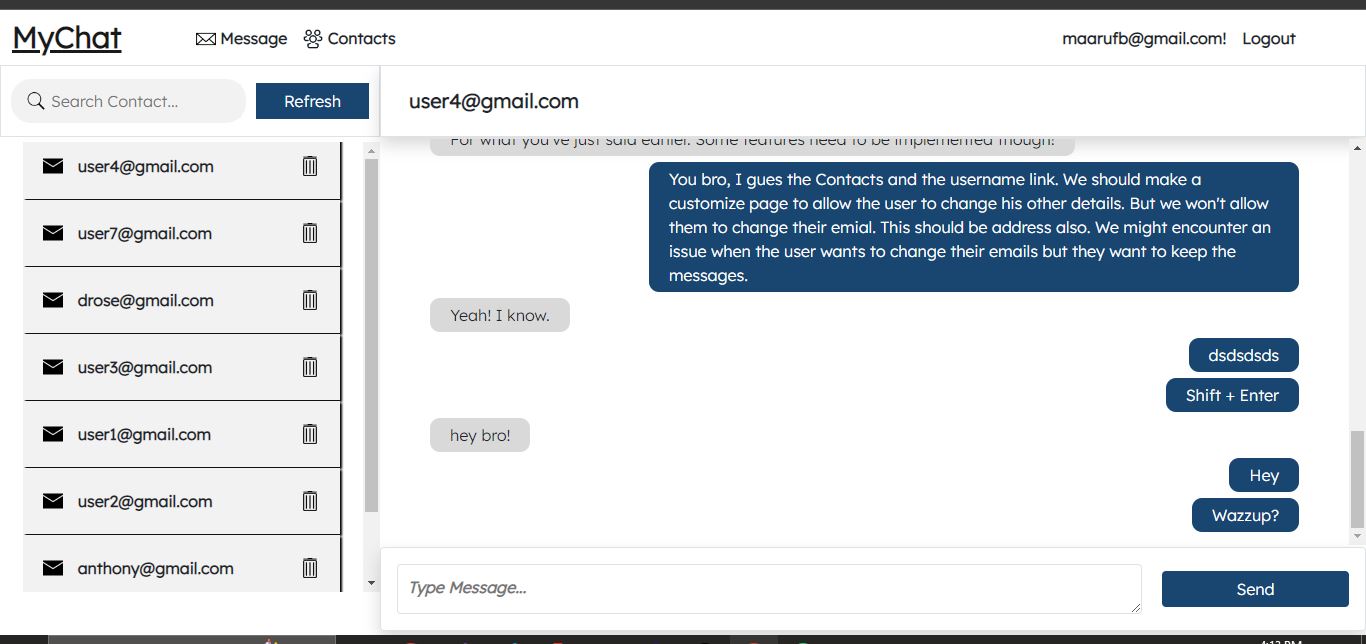 MyChat
Message
Contacts
maarufb@gmail.com!
Logout
Search Contact...
Refresh
user4@gmail.com
user4@gmail.com
user7@gmail.com
drose@gmail.com
user3@gmail.com
user1@gmail.com
user2@gmail.com
anthony@gmail.com
For what you've just said earlier. Some features need to be implemented though!
You bro, I gues the Contacts and the username link. We should make a
customize page to allow the user to change his other details. But we won't allow
them to change their emial. This should be address also. We might encounter an
issue when the user wants to change their emails but they want to keep the
messages.
Yeah! I know.
dsdsdsds
Shift + Enter
hey bro!
Hey
Wazzup?
Type Message...
Send